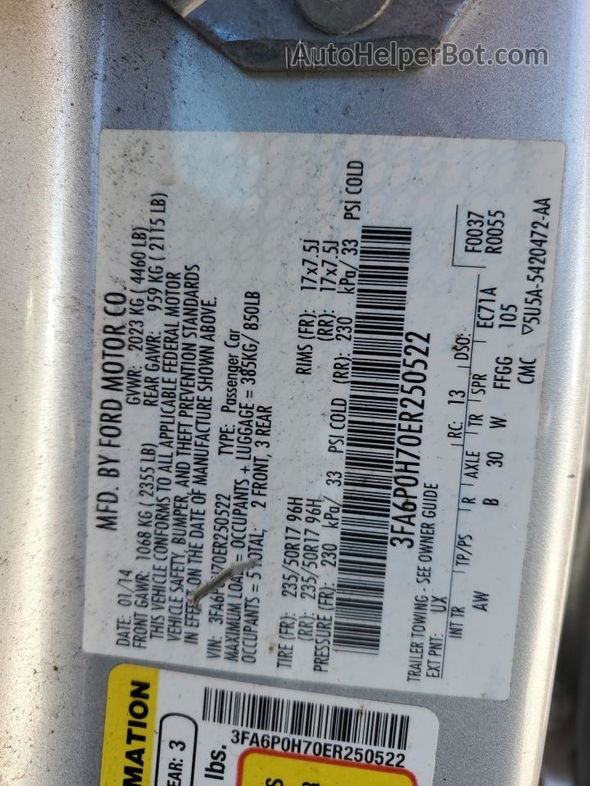 AutoHelperBot.com
MFD. BY FORD MOTOR CO.
DATE: 01/14 GVWR: 2023 KG ( 4460 LB)
FRONT GAWR: 1068 KG ( 2355 LB) REAR GAWR: 959 KG ( 2115 LB)
THIS VEHICLE CONFORMS TO ALL APPLICABLE FEDERAL MOTOR
VEHICLE SAFETY, BUMPER, AND THEFT PREVENTION STANDARDS
IN EFFECT ON THE DATE OF MANUFACTURE SHOWN ABOVE.
VIN: 3FA6P0H70ER250522 TYPE: Passenger Car
MAXIMUM LOAD = OCCUPANTS + LUGGAGE = 385KG/ 850LB
OCCUPANTS = 5 TOTAL, 2 FRONT, 3 REAR
TIRE (FR): 235/50R17 96H RIMS (FR): 17x7.5J
(RR): 235/50R17 96H (RR): 17x7.5J
PRESSURE (FR): 230 kPa/ 33 PSI COLD (RR): 230 kPa/ 33 PSI COLD
3FA6P0H70ER250522
TRAILER TOWING - SEE OWNER GUIDE
EXT PNT: UX RC: 13 DSO: F0037
R0055
INT TR TP/PS R AXLE TR SPR EC71A
AW B 30 W FFGG 105
CMC ▽5U5A-5420472-AA
MATION
EAR: 3
lbs.
3FA6P0H70ER250522